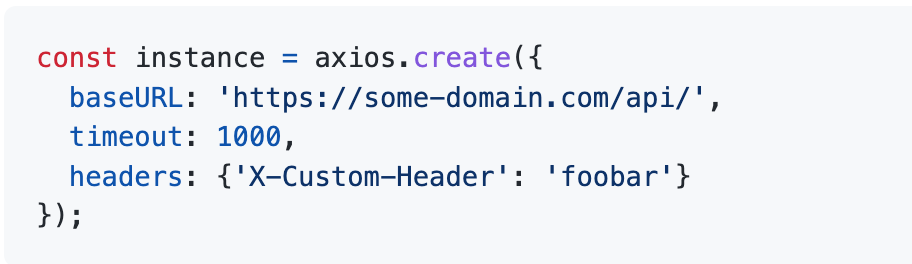 const instance = axios.create({
  baseURL: 'https://some-domain.com/api/',
  timeout: 1000,
  headers: {'X-Custom-Header': 'foobar'}
});